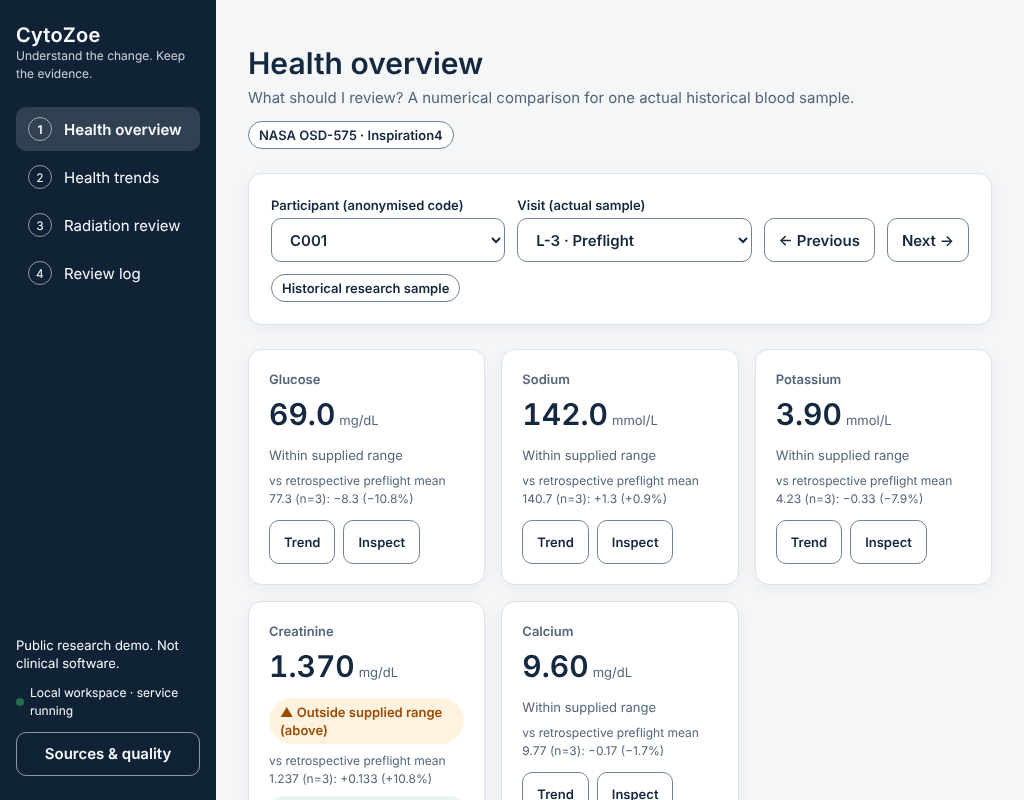 CytoZoe
Understand the change. Keep
the evidence.
1 Health overview
2 Health trends
3 Radiation review
4 Review log
Public research demo. Not
clinical software.
Local workspace · service
running
Sources & quality
Health overview
What should I review? A numerical comparison for one actual historical blood sample.
NASA OSD-575 · Inspiration4
Participant (anonymised code)
Visit (actual sample)
C001
L-3 · Preflight
← Previous
Next →
Historical research sample
Glucose
69.0 mg/dL
Within supplied range
vs retrospective preflight mean
77.3 (n=3): −8.3 (−10.8%)
Trend
Inspect
Sodium
142.0 mmol/L
Within supplied range
vs retrospective preflight mean
140.7 (n=3): +1.3 (+0.9%)
Trend
Inspect
Potassium
3.90 mmol/L
Within supplied range
vs retrospective preflight mean
4.23 (n=3): −0.33 (−7.9%)
Trend
Inspect
Creatinine
1.370 mg/dL
▲ Outside supplied range
(above)
vs retrospective preflight mean
1.237 (n=3): +0.133 (+10.8%)
Calcium
9.60 mg/dL
Within supplied range
vs retrospective preflight mean
9.77 (n=3): −0.17 (−1.7%)
Trend
Inspect